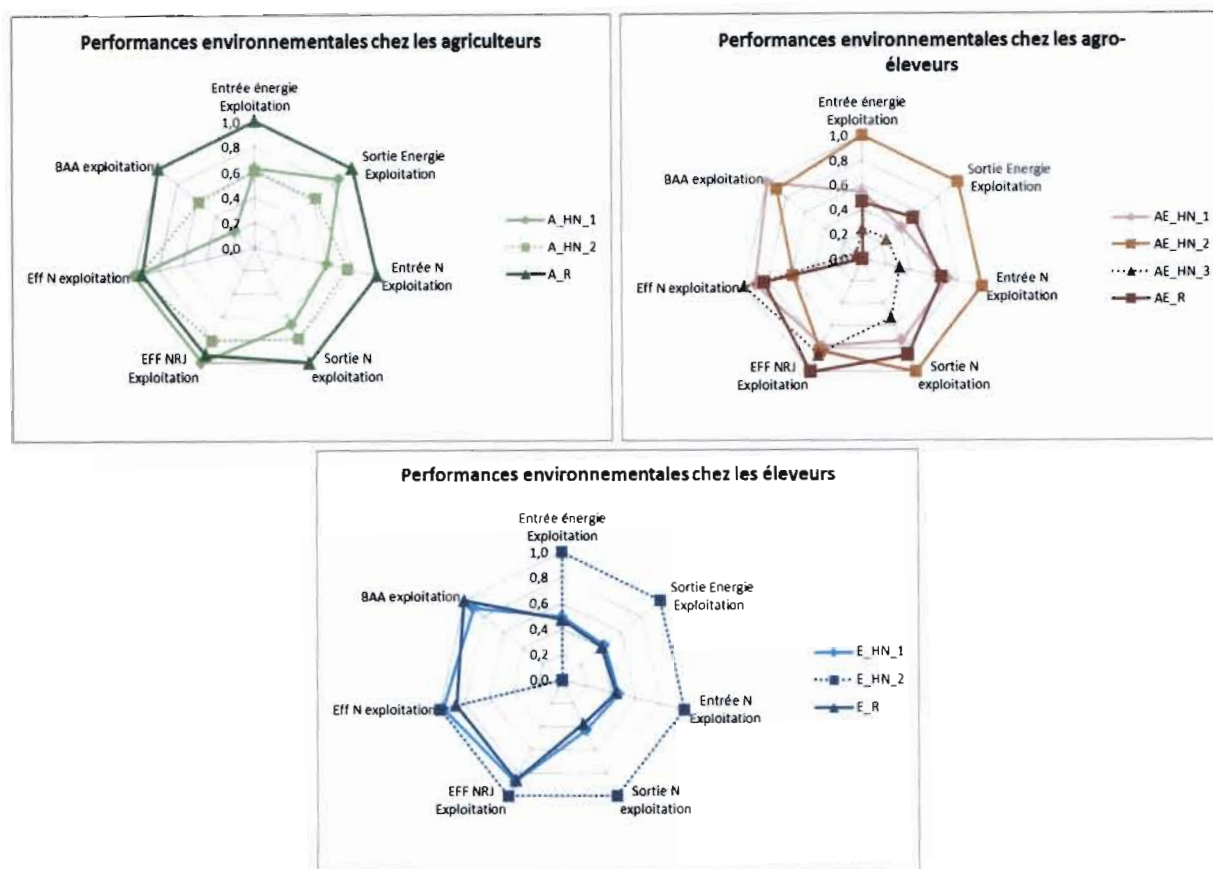 Performances environnementales chez les agriculteurs
Entrée énergie
Exploitation
1,0
0,8
0,6
0,4
0,2
0,0
Sortie Energie
Exploitation
Entrée N
Exploitation
Sortie N
exploitation
EFF NRJ
Exploitation
Eff N exploitation
BAA exploitation
A_HN_1
A_HN_2
A_R
Performances environnementales chez les agro-
éleveurs
Entrée énergie
Exploitation
1,0
0,8
0,6
0,4
0,2
0,0
Sortie Energie
Exploitation
Entrée N
Exploitation
Sortie N
exploitation
EFF NRJ
Exploitation
Eff N exploitation
BAA exploitation
AE_HN_1
AE_HN_2
AE_HN_3
AE_R
Performances environnementales chez les éleveurs
Entrée énergie
Exploitation
1,0
0,8
0,6
0,4
0,2
0,0
Sortie Energie
Exploitation
Entrée N
Exploitation
Sortie N
exploitation
EFF NRJ
Exploitation
Eff N exploitation
BAA exploitation
E_HN_1
E_HN_2
E_R